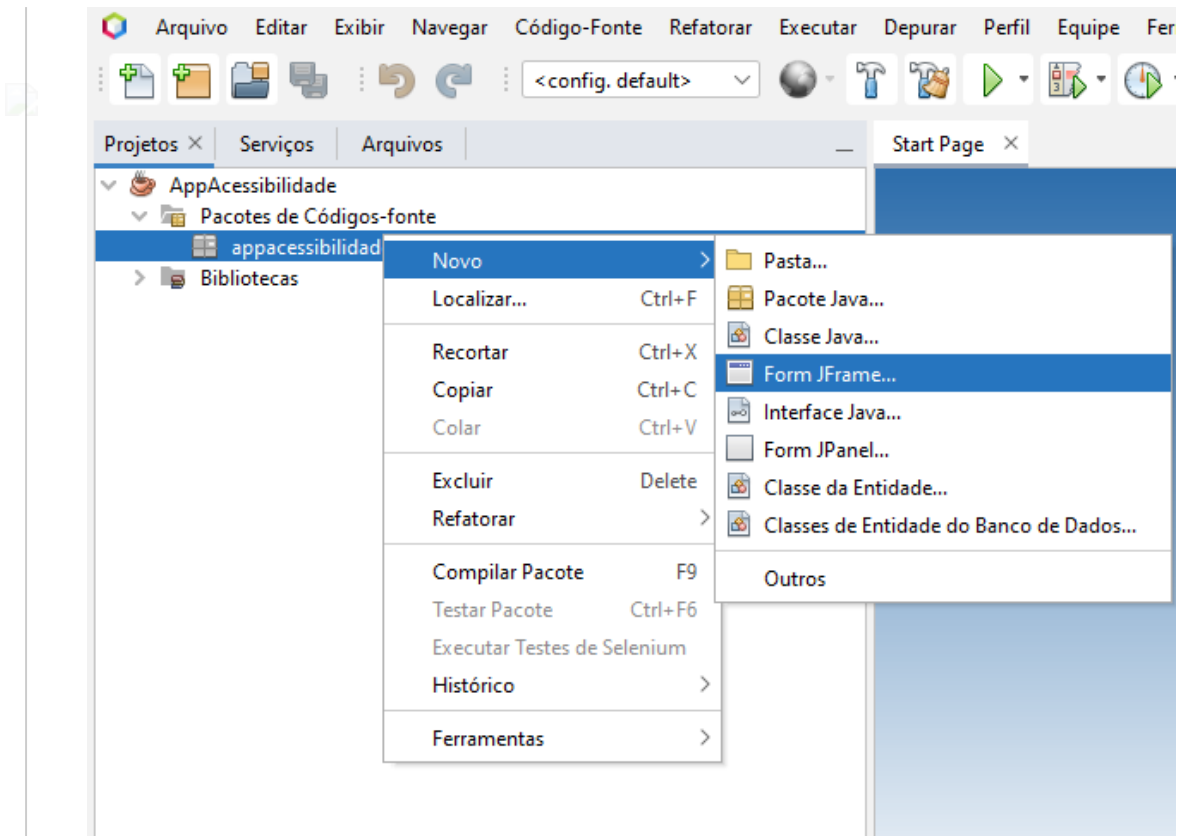 Arquivo Editar Exibir Navegar Código-Fonte Refatorar Executar Depurar Perfil Equipe Fer
<config. default>
Projetos Serviços Arquivos Start Page
AppAcessibilidade
Pacotes de Códigos-fonte
appacessibilidad
Bibliotecas
Novo
Localizar... Ctrl+F
Recortar Ctrl+X
Copiar Ctrl+C
Colar Ctrl+V
Excluir Delete
Refatorar
Compilar Pacote F9
Testar Pacote Ctrl+F6
Executar Testes de Selenium
Histórico
Ferramentas
Pasta...
Pacote Java...
Classe Java...
Form JFrame...
Interface Java...
Form JPanel...
Classe da Entidade...
Classes de Entidade do Banco de Dados...
Outros